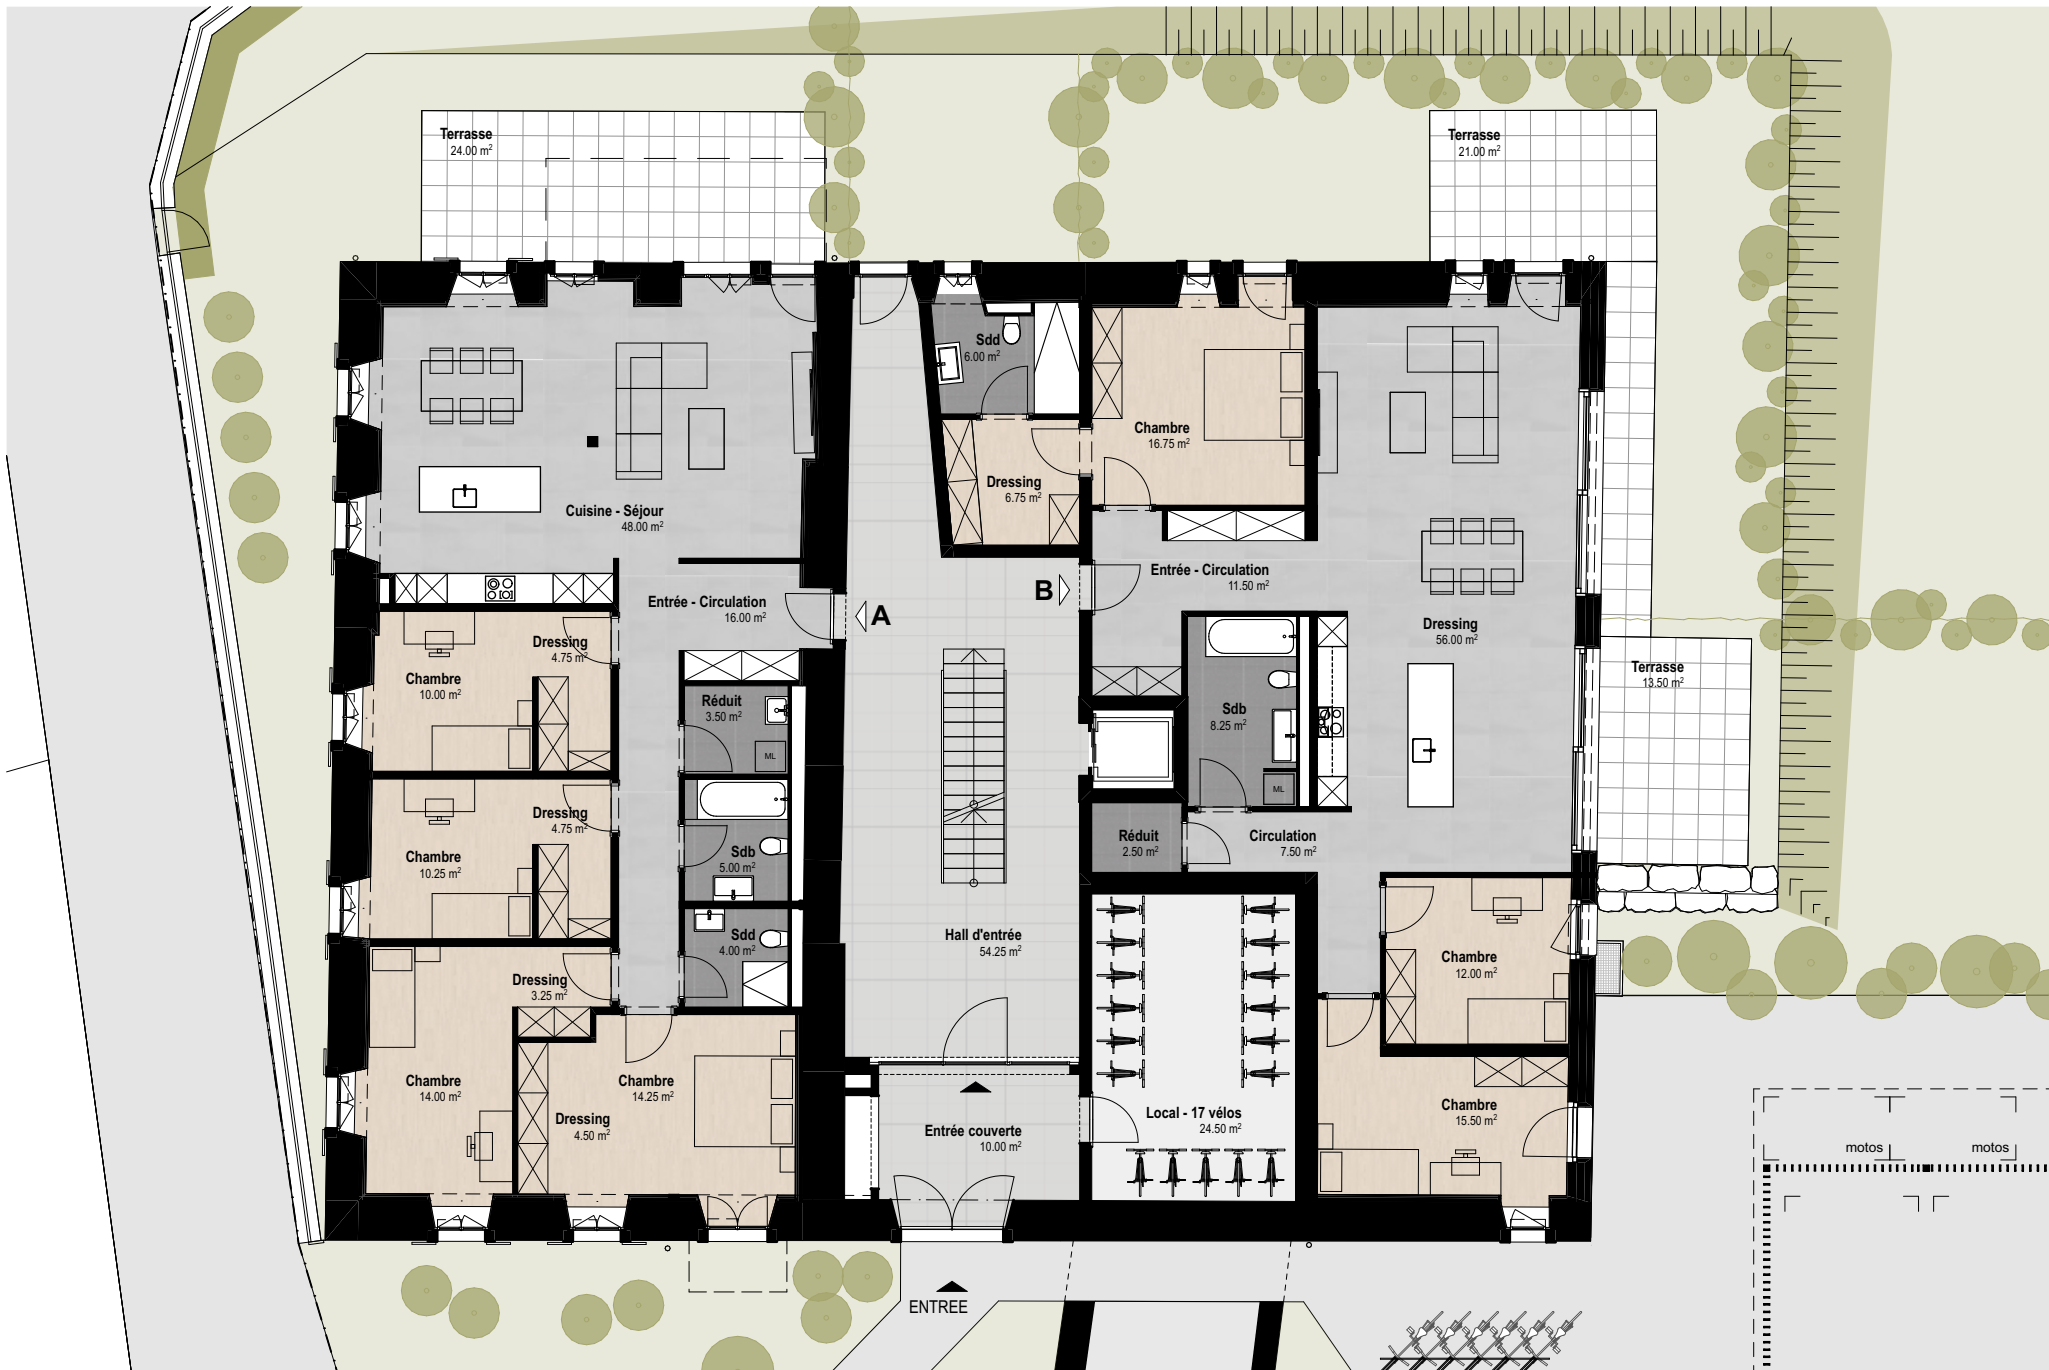 Terrasse
24.00 m²
Terrasse
21.00 m²
Sdd
6.00 m²
Chambre
16.75 m²
Dressing
6.75 m²
Cuisine - Séjour
48.00 m²
Entrée - Circulation
16.00 m²
A
B
Entrée - Circulation
11.50 m²
Dressing
56.00 m²
Terrasse
13.50 m²
Dressing
4.75 m²
Chambre
10.00 m²
Réduit
3.50 m²
ML
Sdb
8.25 m²
ML
Dressing
4.75 m²
Chambre
10.25 m²
Sdb
5.00 m²
Réduit
2.50 m²
Circulation
7.50 m²
Sdd
4.00 m²
Hall d'entrée
54.25 m²
Dressing
3.25 m²
Chambre
12.00 m²
Chambre
14.00 m²
Chambre
14.25 m²
Dressing
4.50 m²
Entrée couverte
10.00 m²
Local - 17 vélos
24.50 m²
Chambre
15.50 m²
motos
motos
ENTREE